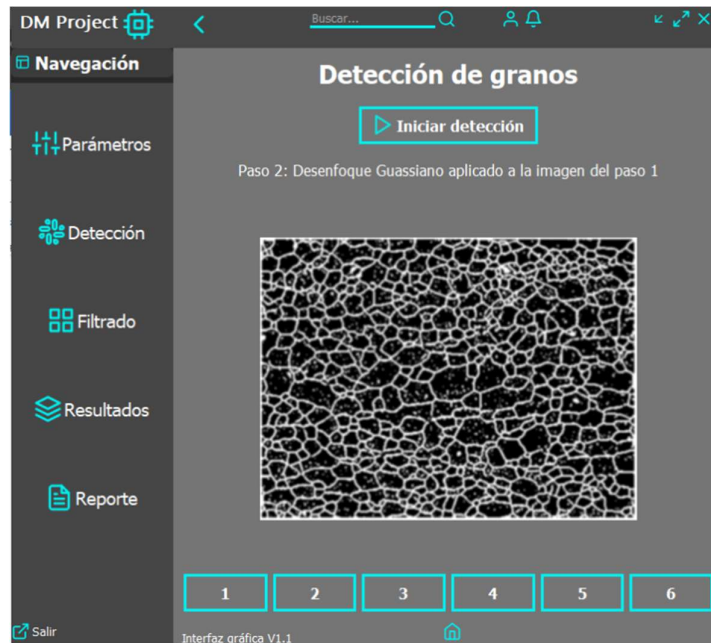 DM Project
Buscar...
Navegación
Detección de granos
Iniciar detección
Paso 2: Desenfoque Guassiano aplicado a la imagen del paso 1
Parámetros
Detección
Filtrado
Resultados
Reporte
1 2 3 4 5 6
Salir
Interfaz gráfica V1.1